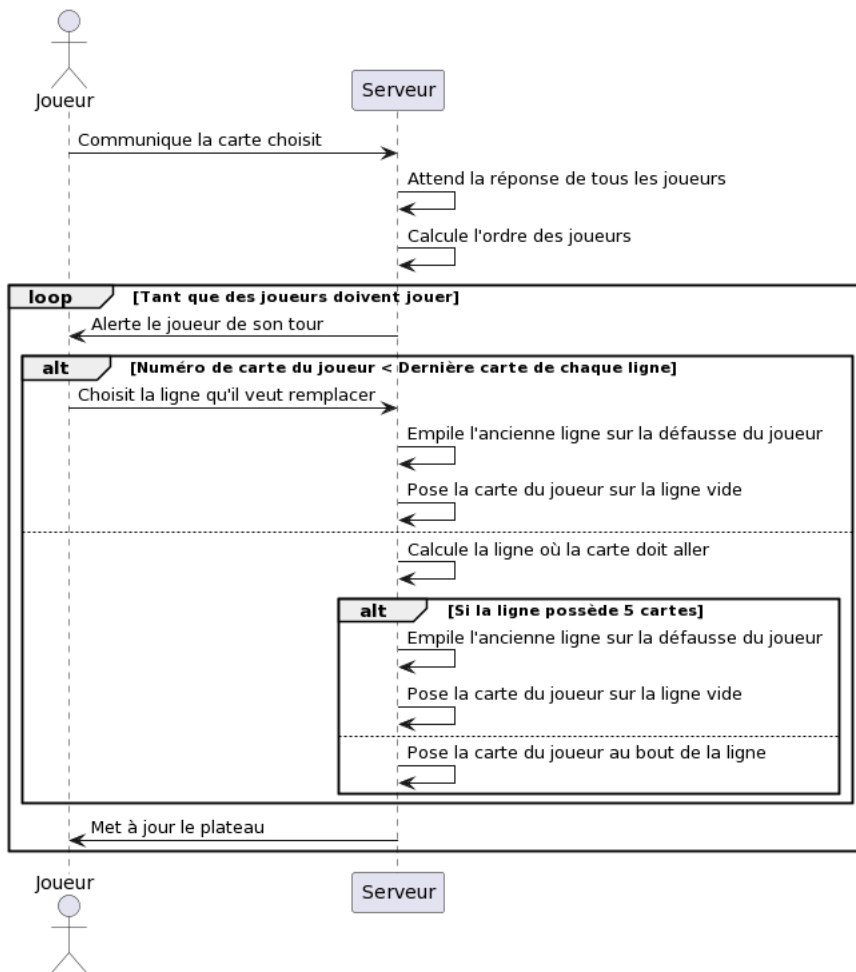 Joueur
Serveur
Communique la carte choisit
Attend la réponse de tous les joueurs
Calcule l'ordre des joueurs
loop [Tant que des joueurs doivent jouer]
Alerte le joueur de son tour
alt [Numéro de carte du joueur < Dernière carte de chaque ligne]
Choisit la ligne qu'il veut remplacer
Empile l'ancienne ligne sur la défausse du joueur
Pose la carte du joueur sur la ligne vide
Calcule la ligne où la carte doit aller
alt [Si la ligne possède 5 cartes]
Empile l'ancienne ligne sur la défausse du joueur
Pose la carte du joueur sur la ligne vide
Pose la carte du joueur au bout de la ligne
Met à jour le plateau
Joueur
Serveur